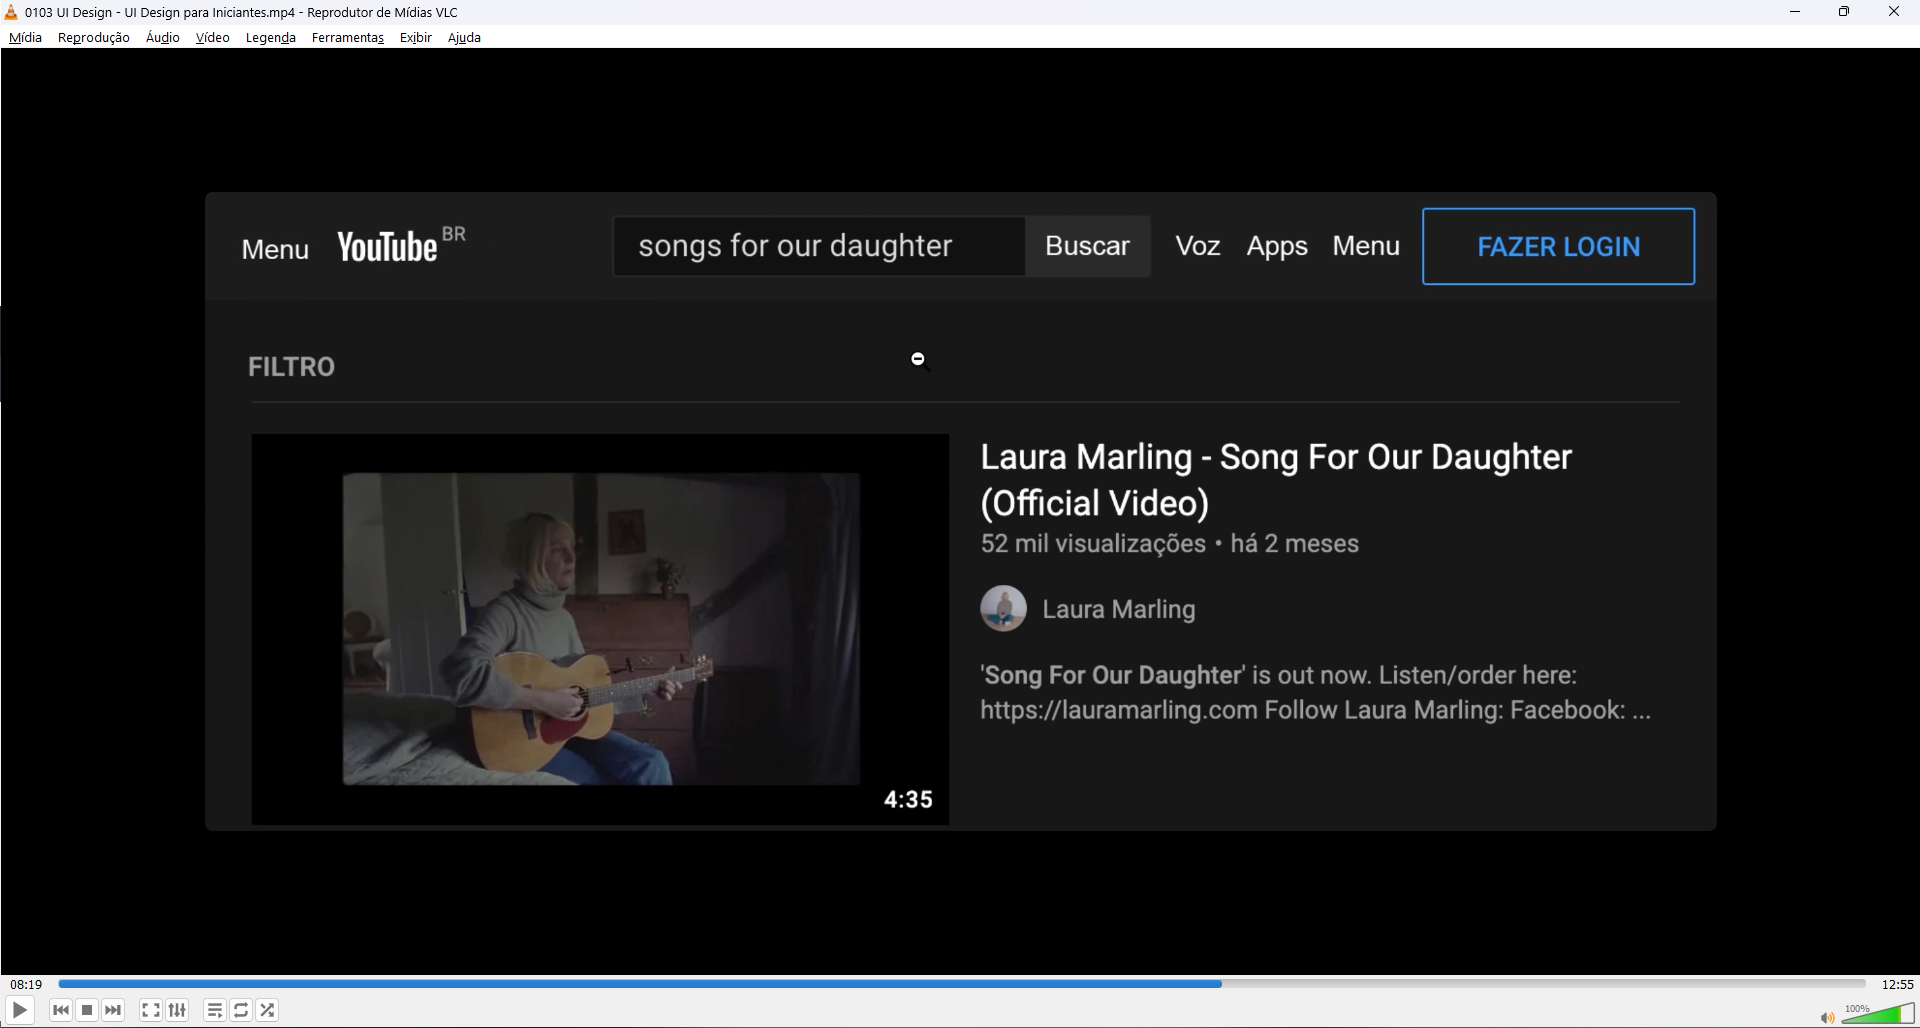 0103 UI Design - UI Design para Iniciantes.mp4 - Reprodutor de Mídias VLC
Mídia Reprodução Áudio Vídeo Legenda Ferramentas Exibir Ajuda
Menu YouTube BR songs for our daughter Buscar Voz Apps Menu FAZER LOGIN
FILTRO
Laura Marling - Song For Our Daughter
(Official Video)
52 mil visualizações • há 2 meses
Laura Marling
'Song For Our Daughter' is out now. Listen/order here:
https://lauramarling.com Follow Laura Marling: Facebook: ...
4:35
08:19 12:55
100%